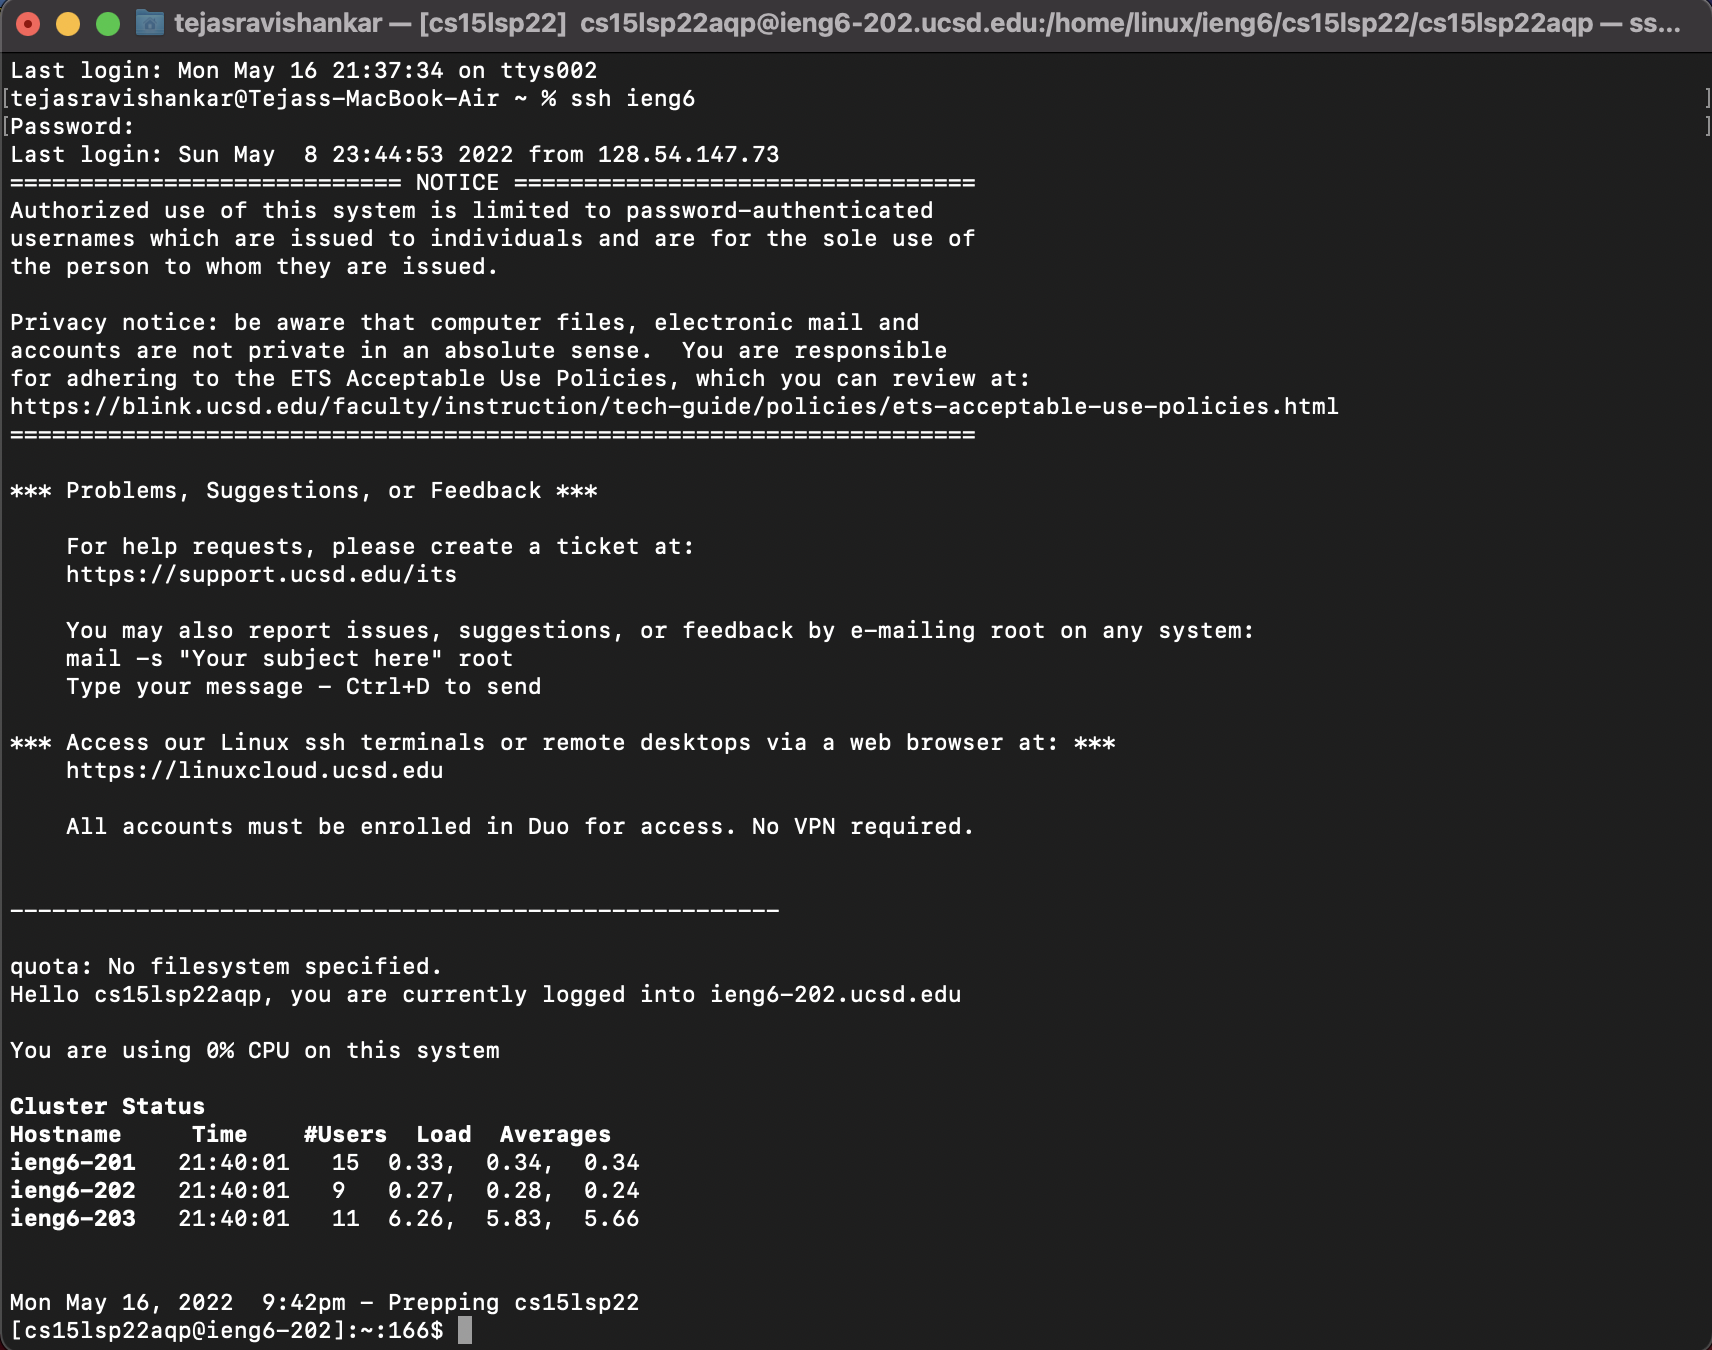 tejasravishankar — [cs15lsp22] cs15lsp22aqp@ieng6-202.ucsd.edu:/home/linux/ieng6/cs15lsp22/cs15lsp22aqp — ss...
Last login: Mon May 16 21:37:34 on ttys002
[tejasravishankar@Tejass-MacBook-Air ~ % ssh ieng6 ]
[Password: ]
Last login: Sun May  8 23:44:53 2022 from 128.54.147.73
============================ NOTICE =================================
Authorized use of this system is limited to password-authenticated
usernames which are issued to individuals and are for the sole use of
the person to whom they are issued.

Privacy notice: be aware that computer files, electronic mail and
accounts are not private in an absolute sense.  You are responsible
for adhering to the ETS Acceptable Use Policies, which you can review at:
https://blink.ucsd.edu/faculty/instruction/tech-guide/policies/ets-acceptable-use-policies.html
=====================================================================

*** Problems, Suggestions, or Feedback ***

    For help requests, please create a ticket at:
    https://support.ucsd.edu/its

    You may also report issues, suggestions, or feedback by e-mailing root on any system:
    mail -s "Your subject here" root
    Type your message - Ctrl+D to send

*** Access our Linux ssh terminals or remote desktops via a web browser at: ***
    https://linuxcloud.ucsd.edu

    All accounts must be enrolled in Duo for access. No VPN required.

-------------------------------------------------------

quota: No filesystem specified.
Hello cs15lsp22aqp, you are currently logged into ieng6-202.ucsd.edu

You are using 0% CPU on this system

Cluster Status
Hostname     Time    #Users  Load  Averages
ieng6-201   21:40:01   15  0.33,  0.34,  0.34
ieng6-202   21:40:01   9   0.27,  0.28,  0.24
ieng6-203   21:40:01   11  6.26,  5.83,  5.66

Mon May 16, 2022  9:42pm - Prepping cs15lsp22
[cs15lsp22aqp@ieng6-202]:~:166$